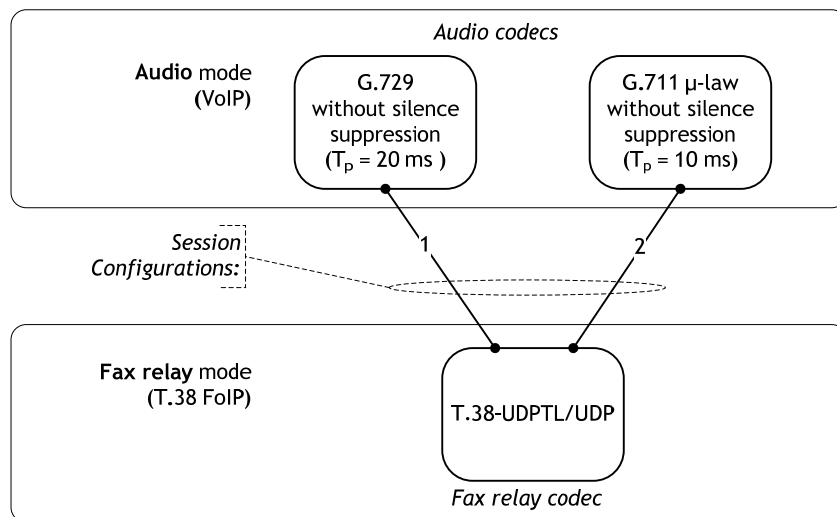 Audio codecs
Audio mode
(VoIP)
G.729
without silence
suppression
(Tp = 20 ms )
G.711 µ-law
without silence
suppression
(Tp = 10 ms)
1
2
Session
Configurations:
Fax relay mode
(T.38 FoIP)
T.38-UDPTL/UDP
Fax relay codec